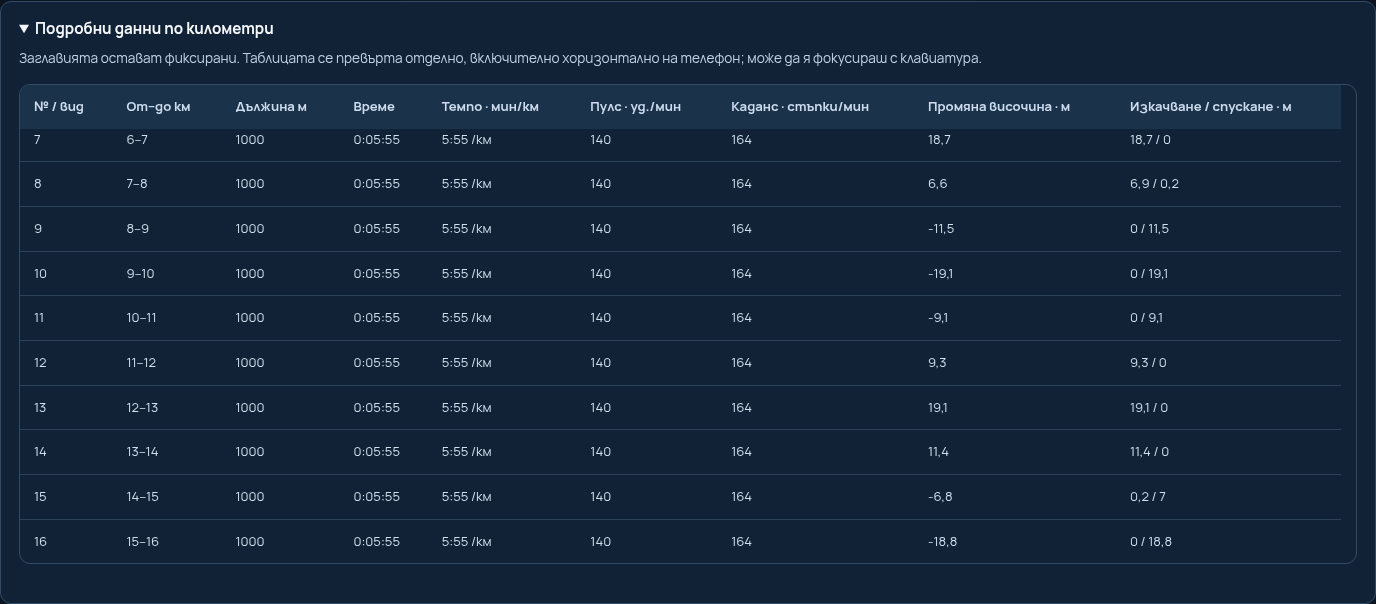 ▼ Подробни данни по километри
Заглавията остават фиксирани. Таблицата се превърта отделно, включително хоризонтално на телефон; може да я фокусираш с клавиатура.
№ / вид От–до км Дължина м Време Темпо · мин/км Пулс · уд./мин Каданс · стъпки/мин Промяна височина · м Изкачване / спускане · м
7 6–7 1000 0:05:55 5:55 /км 140 164 18,7 18,7 / 0
8 7–8 1000 0:05:55 5:55 /км 140 164 6,6 6,9 / 0,2
9 8–9 1000 0:05:55 5:55 /км 140 164 -11,5 0 / 11,5
10 9–10 1000 0:05:55 5:55 /км 140 164 -19,1 0 / 19,1
11 10–11 1000 0:05:55 5:55 /км 140 164 -9,1 0 / 9,1
12 11–12 1000 0:05:55 5:55 /км 140 164 9,3 9,3 / 0
13 12–13 1000 0:05:55 5:55 /км 140 164 19,1 19,1 / 0
14 13–14 1000 0:05:55 5:55 /км 140 164 11,4 11,4 / 0
15 14–15 1000 0:05:55 5:55 /км 140 164 -6,8 0,2 / 7
16 15–16 1000 0:05:55 5:55 /км 140 164 -18,8 0 / 18,8